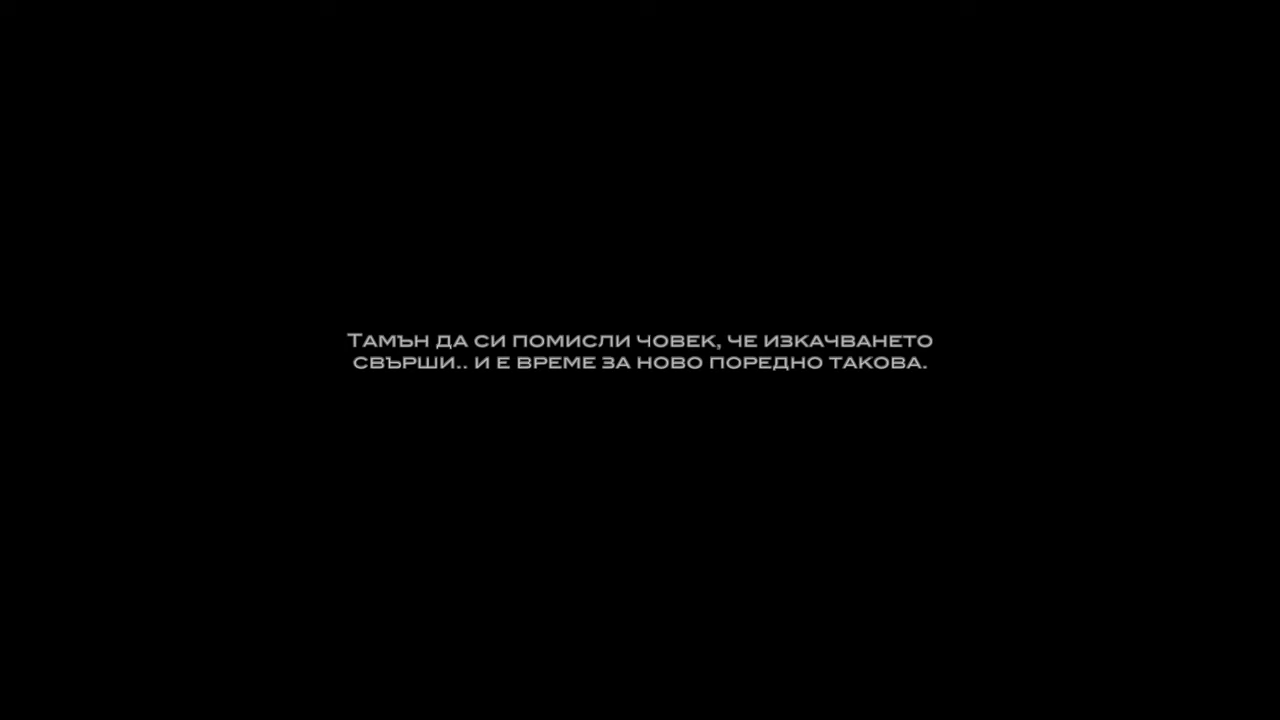 Тамън да си помисли човек, че изкачването
свърши.. и е време за ново поредно такова.